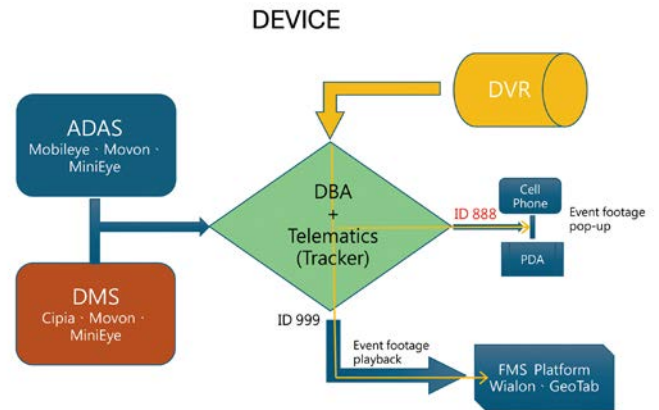 DEVICE
DVR
ADAS
Mobileye · Movon ·
MiniEye
DBA
+
Telematics
(Tracker)
Cell
Phone
ID 888
Event footage
pop-up
PDA
DMS
Cipia · Movon ·
MiniEye
ID 999
Event footage
playback
FMS Platform
Wialon · GeoTab